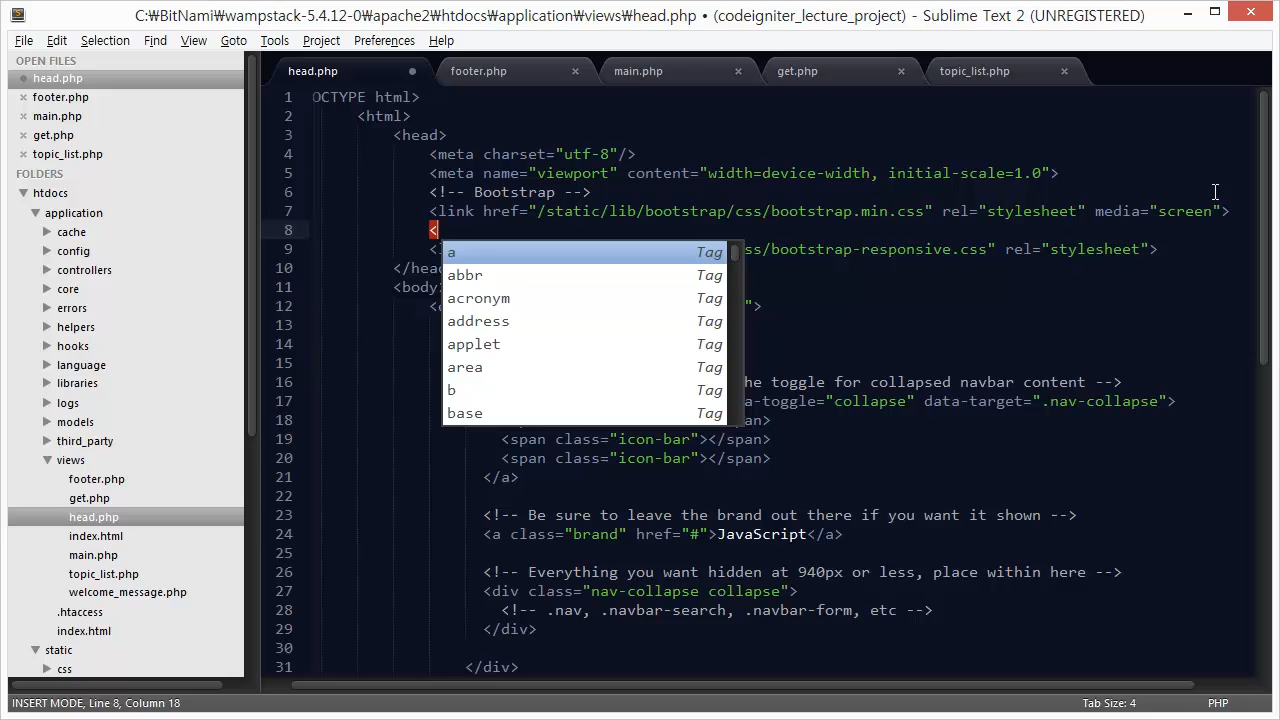 C:₩BitNami₩wampstack-5.4.12-0₩apache2₩htdocs₩application₩views₩head.php • (codeigniter_lecture_project) - Sublime Text 2 (UNREGISTERED)
File Edit Selection Find View Goto Tools Project Preferences Help
OPEN FILES
head.php
footer.php
main.php
get.php
topic_list.php
FOLDERS
htdocs
application
cache
config
controllers
core
errors
helpers
hooks
language
libraries
logs
models
third_party
views
footer.php
get.php
head.php
index.html
main.php
topic_list.php
welcome_message.php
.htaccess
index.html
static
css
head.php footer.php main.php get.php topic_list.php
1 OCTYPE html>
2 <html>
3 <head>
4 <meta charset="utf-8"/>
5 <meta name="viewport" content="width=device-width, initial-scale=1.0">
6 <!-- Bootstrap -->
7 <link href="/static/lib/bootstrap/css/bootstrap.min.css" rel="stylesheet" media="screen">
8 <
9 < ss/bootstrap-responsive.css" rel="stylesheet">
10 </hea
11 <body
12 < ">
13
14
15
16 he toggle for collapsed navbar content -->
17 a-toggle="collapse" data-target=".nav-collapse">
18 an>
19 <span class="icon-bar"></span>
20 <span class="icon-bar"></span>
21 </a>
22
23 <!-- Be sure to leave the brand out there if you want it shown -->
24 <a class="brand" href="#">JavaScript</a>
25
26 <!-- Everything you want hidden at 940px or less, place within here -->
27 <div class="nav-collapse collapse">
28 <!-- .nav, .navbar-search, .navbar-form, etc -->
29 </div>
30
31 </div>
a Tag
abbr Tag
acronym Tag
address Tag
applet Tag
area Tag
b Tag
base Tag
INSERT MODE, Line 8, Column 18 Tab Size: 4 PHP